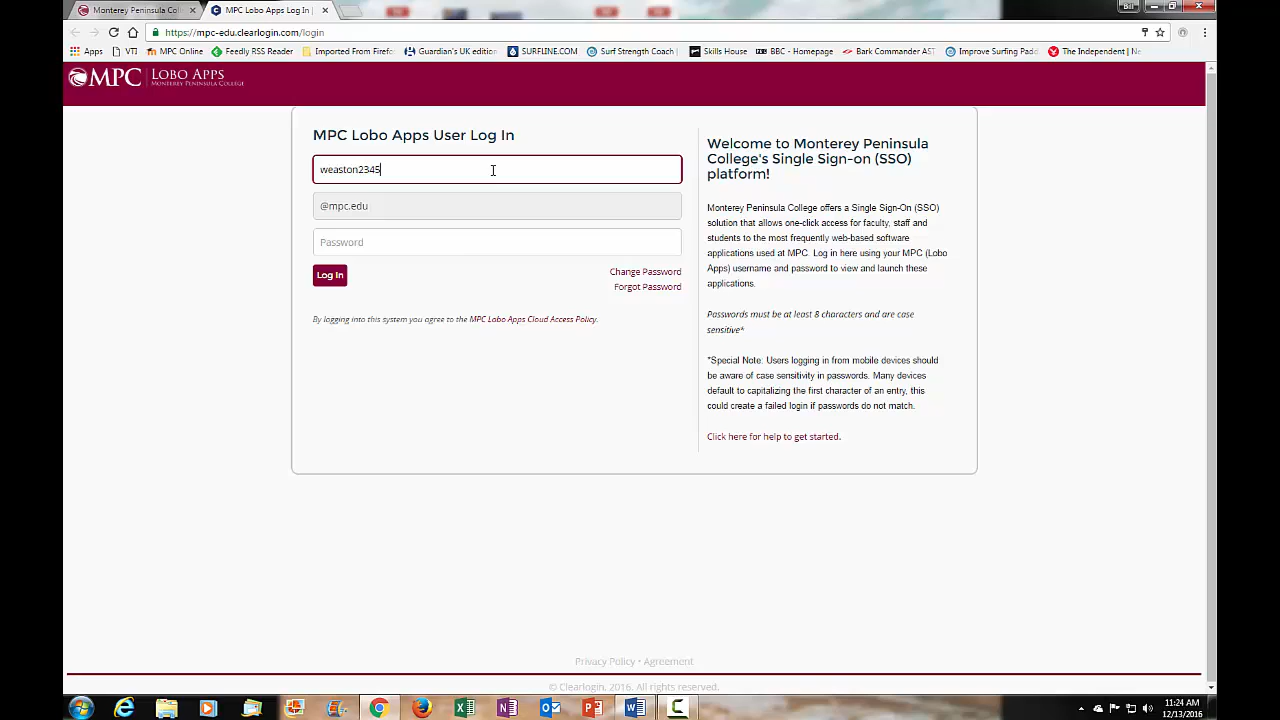 Monterey Peninsula Col
MPC Lobo Apps Log In |
Bill
https://mpc-edu.clearlogin.com/login
Apps
VTI
MPC Online
Feedly RSS Reader
Imported From Firefo
Guardian's UK edition
SURFLINE.COM
Surf Strength Coach |
Skills House
BBC - Homepage
Bark Commander AST
Improve Surfing Padd
The Independent | Ne
MPC
LOBO APPS
MONTEREY PENINSULA COLLEGE
MPC Lobo Apps User Log In
weaston2345
@mpc.edu
Password
Log In
Change Password
Forgot Password
By logging into this system you agree to the MPC Lobo Apps Cloud Access Policy.
Welcome to Monterey Peninsula
College's Single Sign-on (SSO)
platform!
Monterey Peninsula College offers a Single Sign-On (SSO)
solution that allows one-click access for faculty, staff and
students to the most frequently web-based software
applications used at MPC. Log in here using your MPC (Lobo
Apps) username and password to view and launch these
applications.
Passwords must be at least 8 characters and are case
sensitive*
*Special Note: Users logging in from mobile devices should
be aware of case sensitivity in passwords. Many devices
default to capitalizing the first character of an entry, this
could create a failed login if passwords do not match.
Click here for help to get started.
Privacy Policy • Agreement
© Clearlogin, 2016. All rights reserved.
11:24 AM
12/13/2016